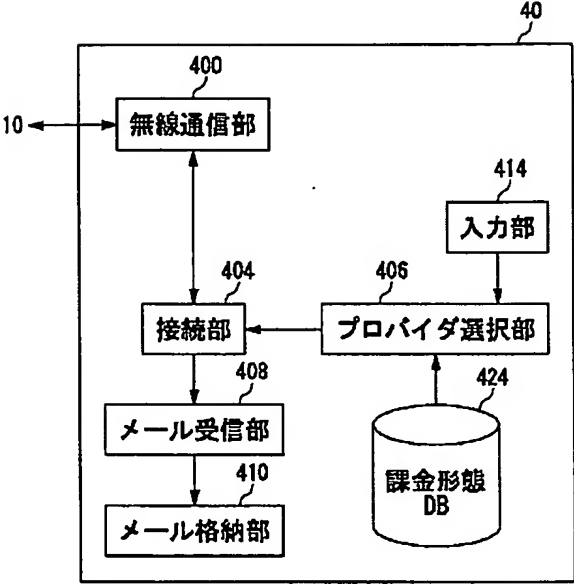 40
400
10
無線通信部
414
入力部
404
406
接続部
プロバイダ選択部
408
424
メール受信部
課金形態
DB
410
メール格納部